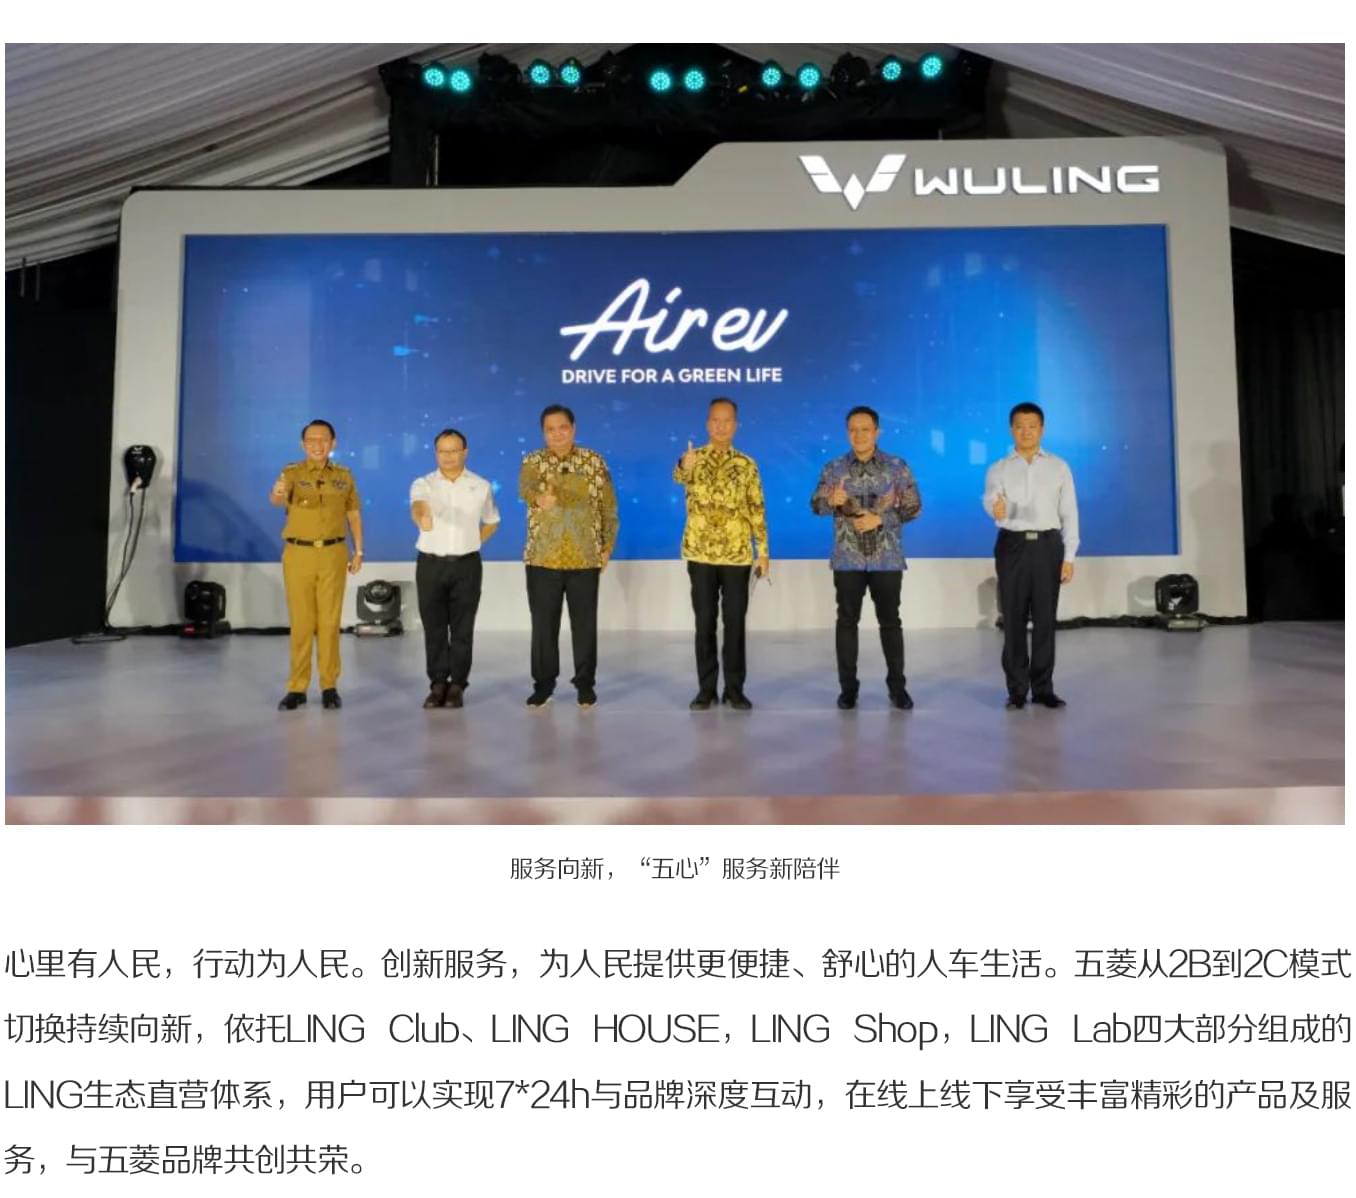 WULING
Air ev
DRIVE FOR A GREEN LIFE
服务向新，“五心”服务新陪伴
心里有人民，行动为人民。创新服务，为人民提供更便捷、舒心的人车生活。五菱从2B到2C模式
切换持续向新，依托LING Club、LING HOUSE，LING Shop，LING Lab四大部分组成的
LING生态直营体系，用户可以实现7*24h与品牌深度互动，在线上线下享受丰富精彩的产品及服
务，与五菱品牌共创共荣。